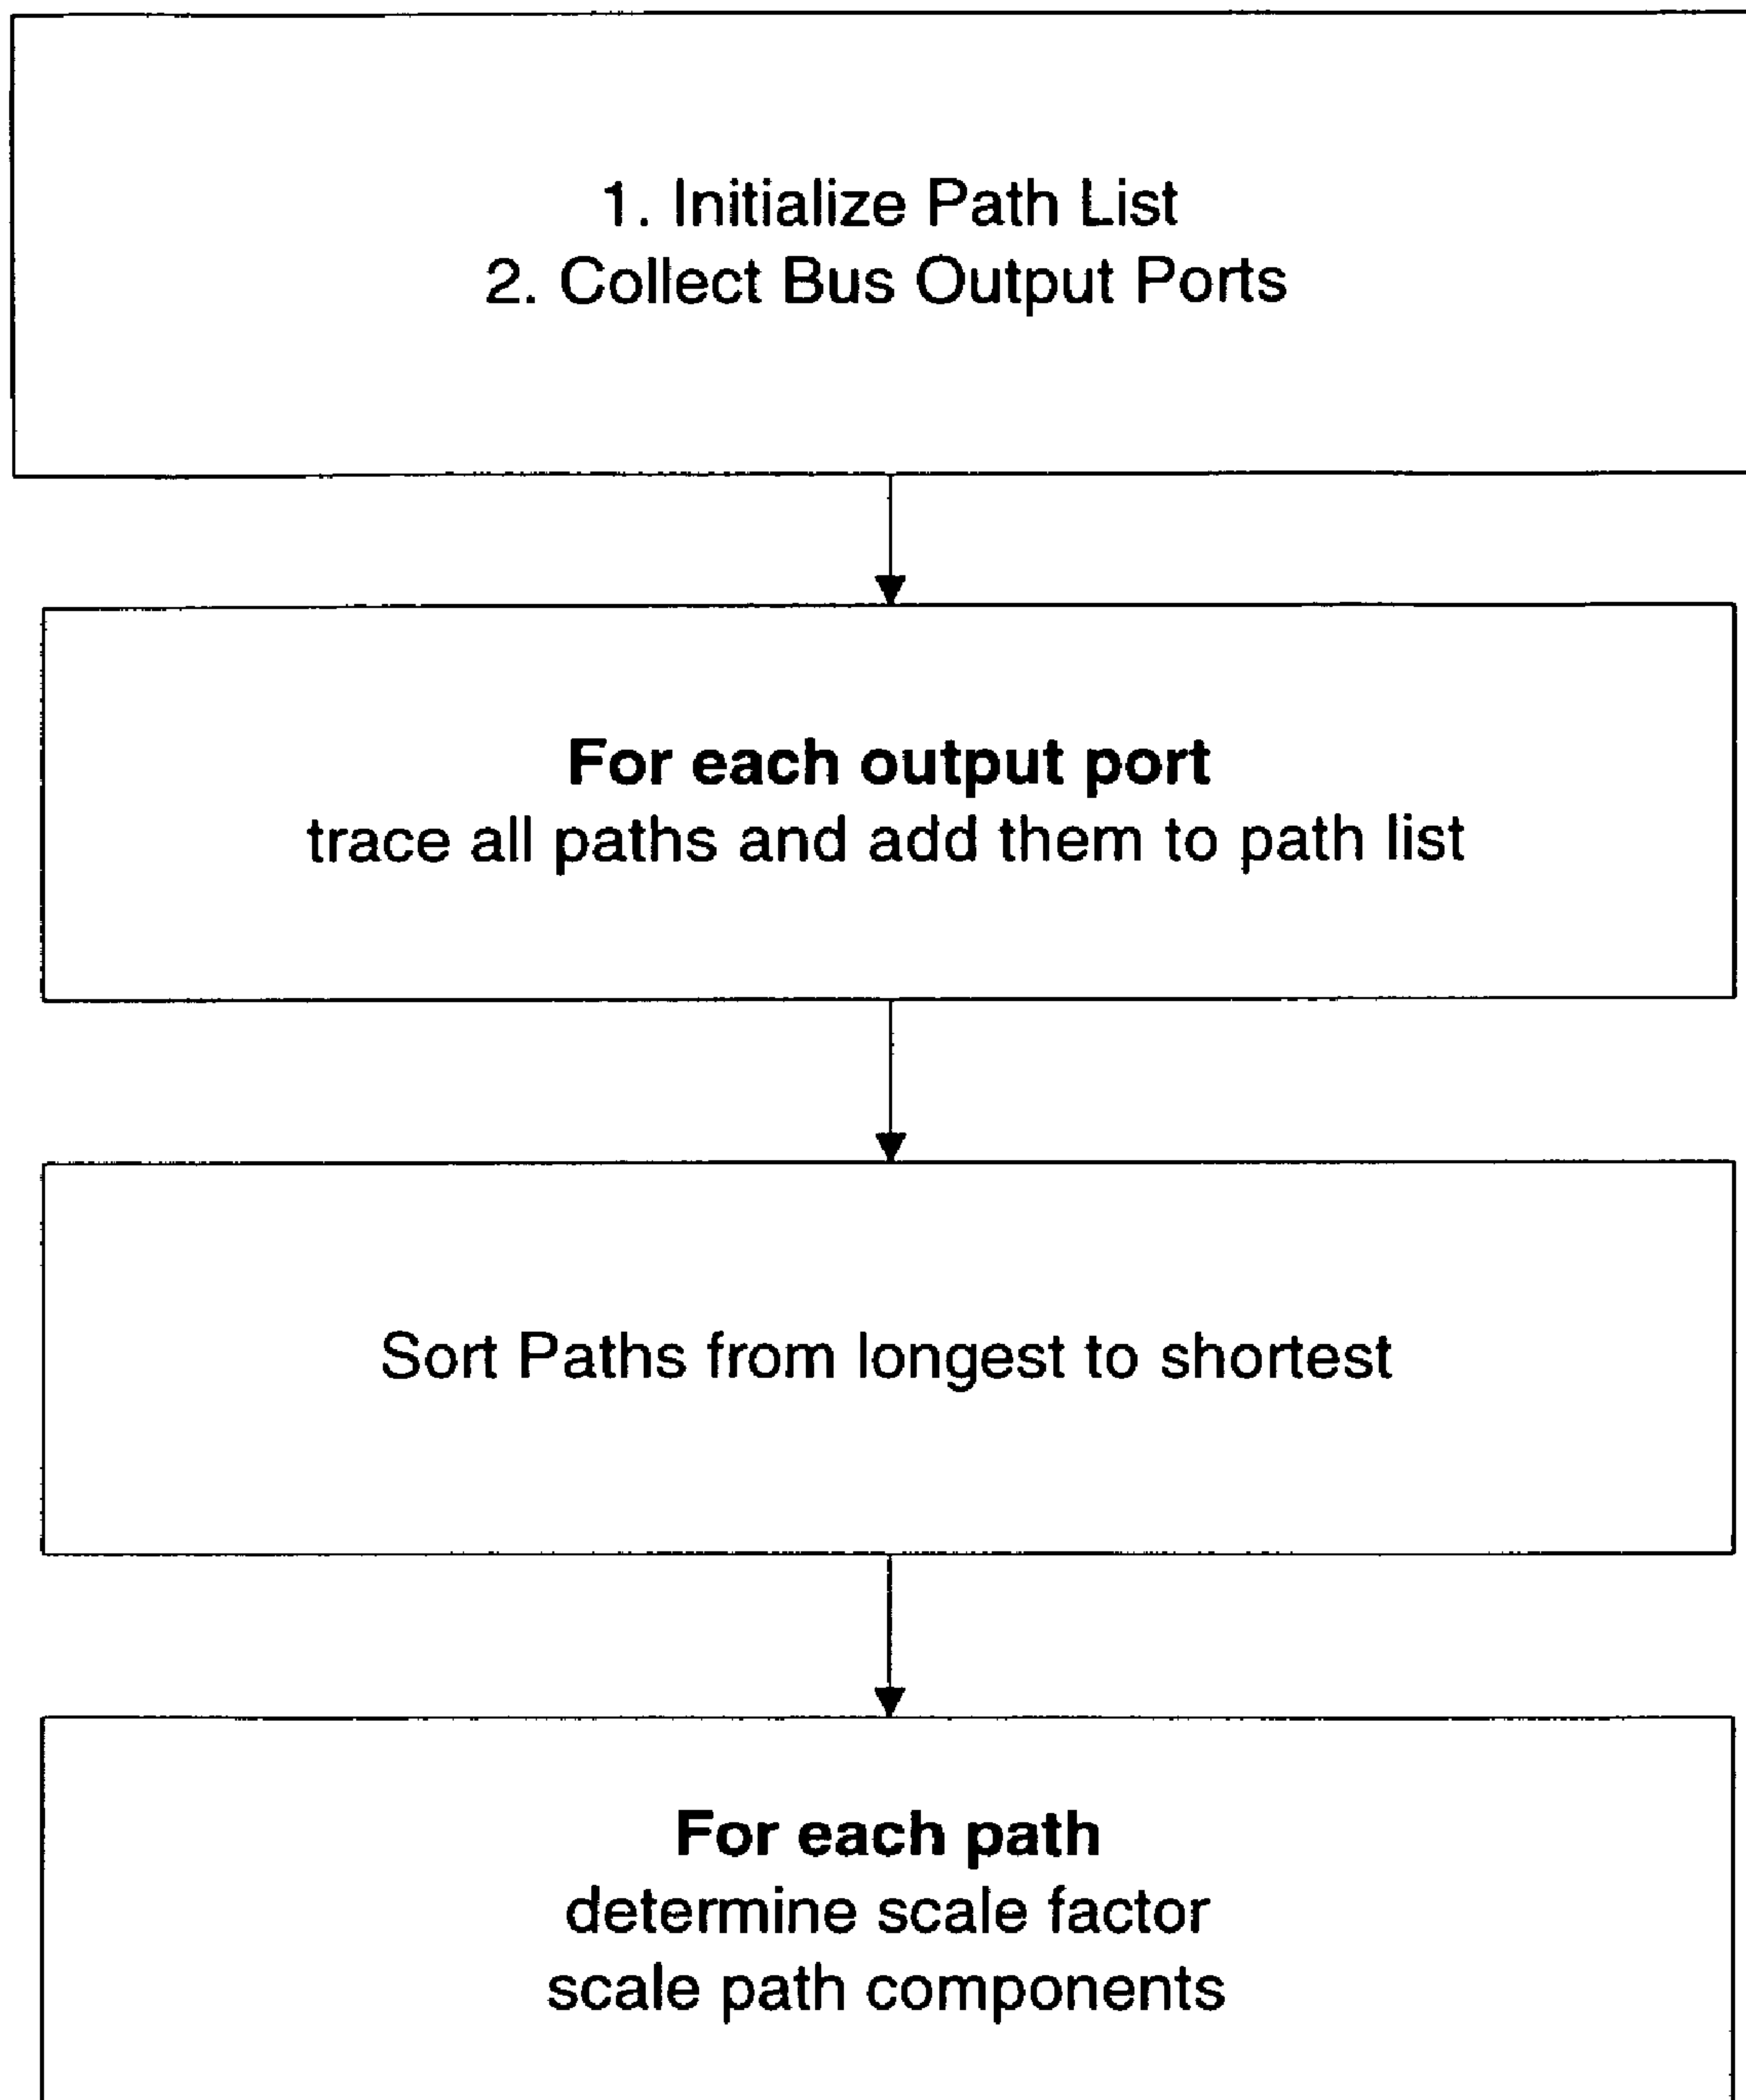 1. Initialize Path List
2. Collect Bus Output Ports
For each output port
trace all paths and add them to path list
Sort Paths from longest to shortest
For each path
determine scale factor
scale path components